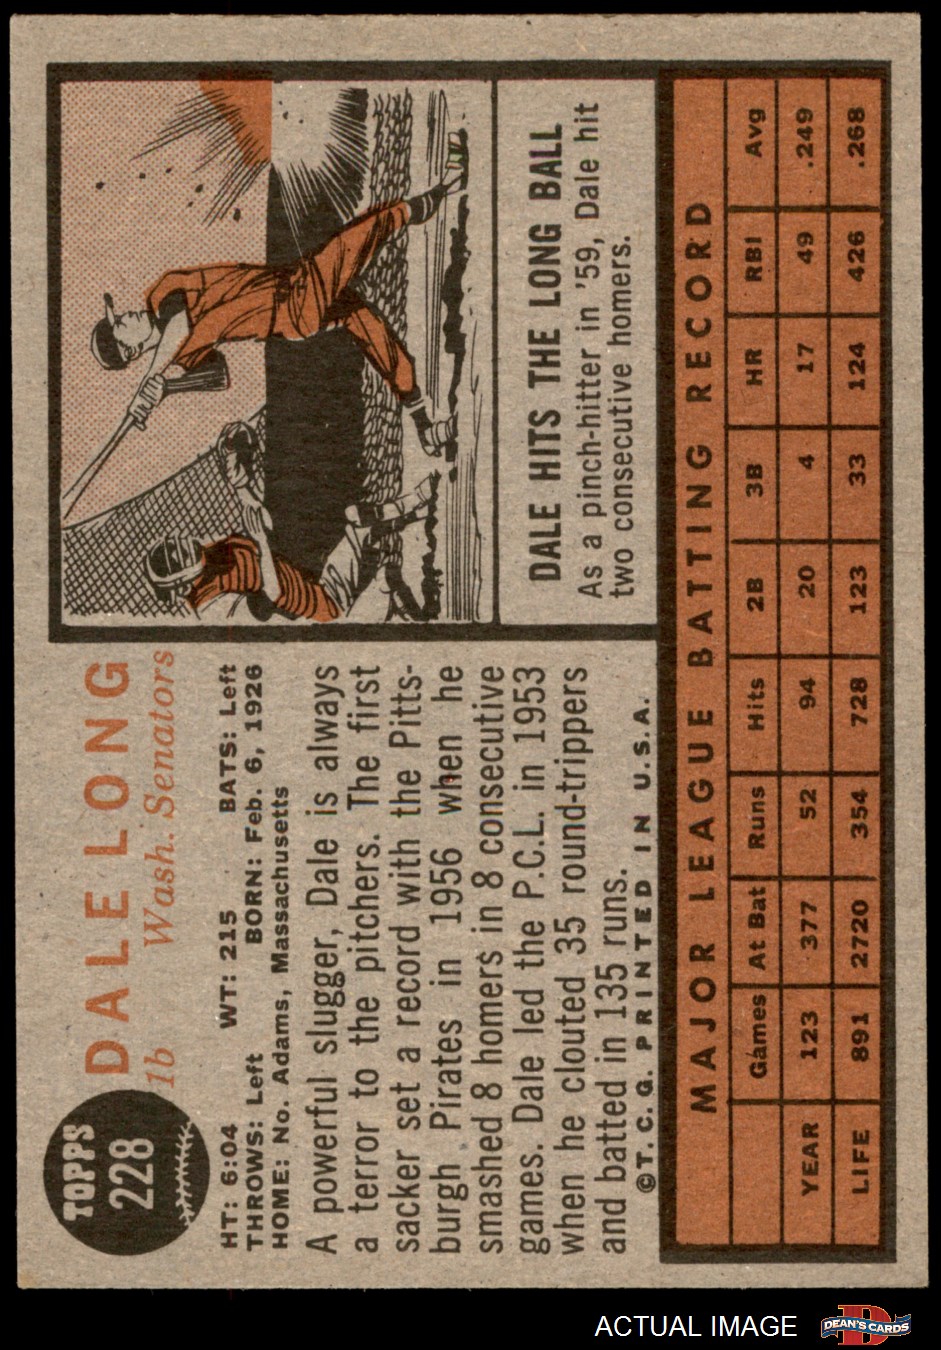 TOPPS
228
DALE LONG
1b Wash. Senators
HT: 6:04 WT: 215 BATS: Left
THROWS: Left BORN: Feb. 6, 1926
HOME: No. Adams, Massachusetts
A powerful slugger, Dale is always
a terror to the pitchers. The first
sacker set a record with the Pitts-
burgh Pirates in 1956 when he
smashed 8 homers in 8 consecutive
games. Dale led the P.C.L. in 1953
when he clouted 35 round-trippers
and batted in 135 runs.
©T. C. G. PRINTED IN U.S.A.
DALE HITS THE LONG BALL
As a pinch-hitter in '59, Dale hit
two consecutive homers.
MAJOR LEAGUE BATTING RECORD
Games At Bat Runs Hits 2B 3B HR RBI Avg
YEAR 123 377 52 94 20 4 17 49 .249
LIFE 891 2720 354 728 123 33 124 426 .268
ACTUAL IMAGE
D
DEAN'S CARDS